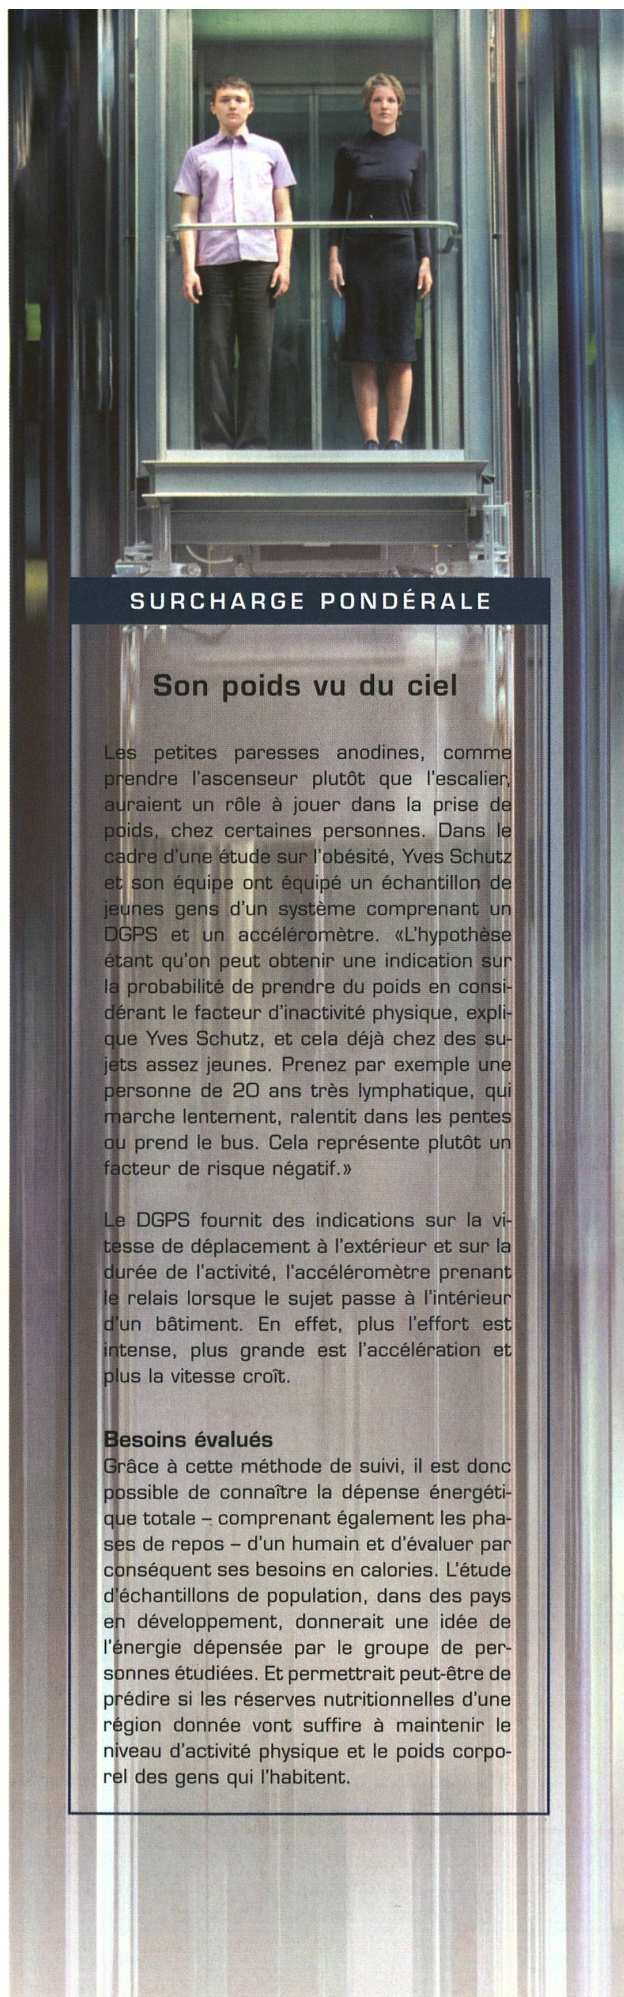 SURCHARGE PONDÉRALE
Son poids vu du ciel
Les petites paresses anodines, comme
prendre l'ascenseur plutôt que l'escalier,
auraient un rôle à jouer dans la prise de
poids, chez certaines personnes. Dans le
cadre d'une étude sur l'obésité, Yves Schutz
et son équipe ont équipé un échantillon de
jeunes gens d'un système comprenant un
DGPS et un accéléromètre. «L'hypothèse
étant qu'on peut obtenir une indication sur
la probabilité de prendre du poids en consi-
dérant le facteur d'inactivité physique, expli-
que Yves Schutz, et cela déjà chez des su-
jets assez jeunes. Prenez par exemple une
personne de 20 ans très lymphatique, qui
marche lentement, ralentit dans les pentes
ou prend le bus. Cela représente plutôt un
facteur de risque négatif.»
Le DGPS fournit des indications sur la vi-
tesse de déplacement à l'extérieur et sur la
durée de l'activité, l'accéléromètre prenant
le relais lorsque le sujet passe à l'intérieur
d'un bâtiment. En effet, plus l'effort est
intense, plus grande est l'accélération et
plus la vitesse croît.
Besoins évalués
Grâce à cette méthode de suivi, il est donc
possible de connaître la dépense énergéti-
que totale – comprenant également les pha-
ses de repos – d'un humain et d'évaluer par
conséquent ses besoins en calories. L'étude
d'échantillons de population, dans des pays
en développement, donnerait une idée de
l'énergie dépensée par le groupe de per-
sonnes étudiées. Et permettrait peut-être de
prédire si les réserves nutritionnelles d'une
région donnée vont suffire à maintenir le
niveau d'activité physique et le poids corpo-
rel des gens qui l'habitent.